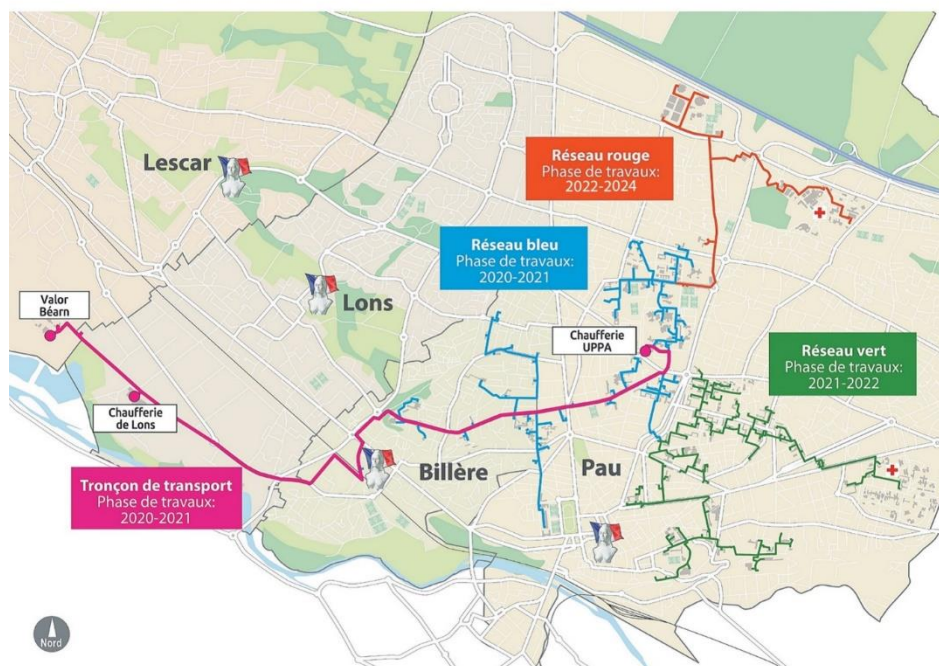 Lescar
Réseau rouge
Phase de travaux:
2022-2024
Réseau bleu
Phase de travaux:
2020-2021
Lons
Valor
Béarn
Chaufferie
UPPA
Réseau vert
Phase de travaux:
2021-2022
Chaufferie
de Lons
Billère
Pau
Tronçon de transport
Phase de travaux:
2020-2021
Nord